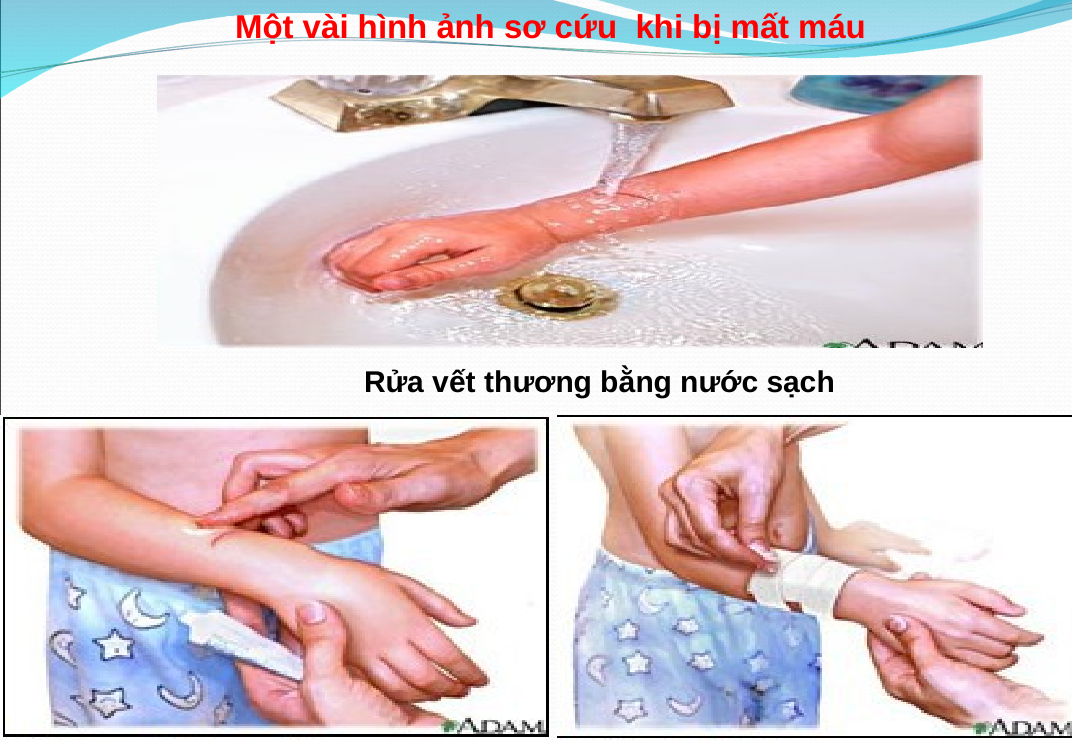 Một vài hình ảnh sơ cứu  khi bị mất máu
ADAM
Rửa vết thương bằng nước sạch
ADAM
ADAM